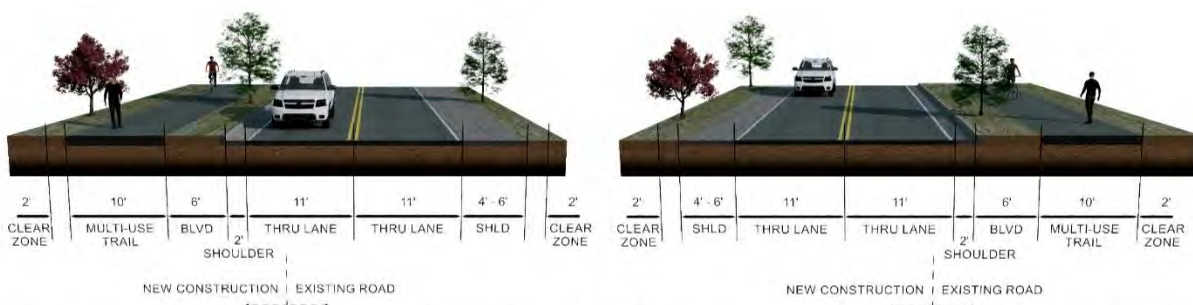 2' 10' 6' 11' 11' 4' - 6' 2'
CLEAR ZONE MULTI-USE TRAIL BLVD 2' SHOULDER THRU LANE THRU LANE SHLD CLEAR ZONE
NEW CONSTRUCTION EXISTING ROAD
2' 4' - 6' 11' 11' 6' 10' 2'
CLEAR ZONE SHLD THRU LANE THRU LANE 2' SHOULDER BLVD MULTI-USE TRAIL CLEAR ZONE
NEW CONSTRUCTION EXISTING ROAD